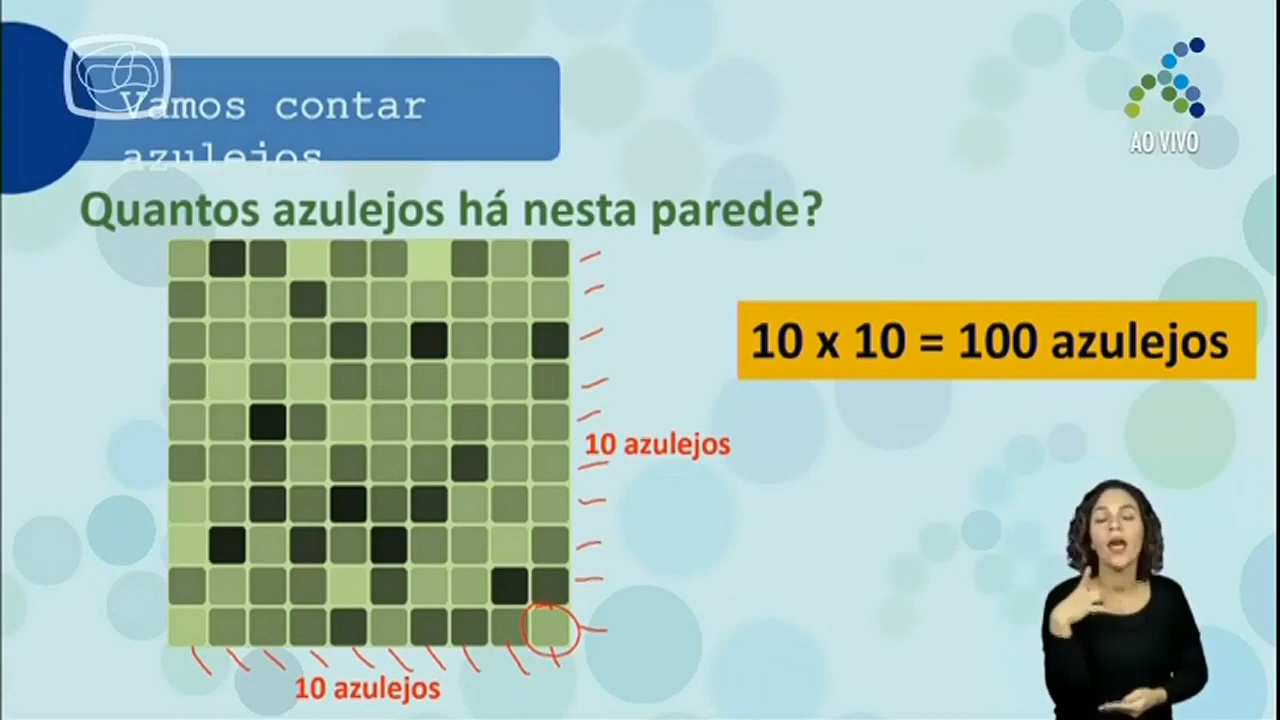 Vamos contar
azulejos
AO VIVO
Quantos azulejos há nesta parede?
10 x 10 = 100 azulejos
10 azulejos
10 azulejos